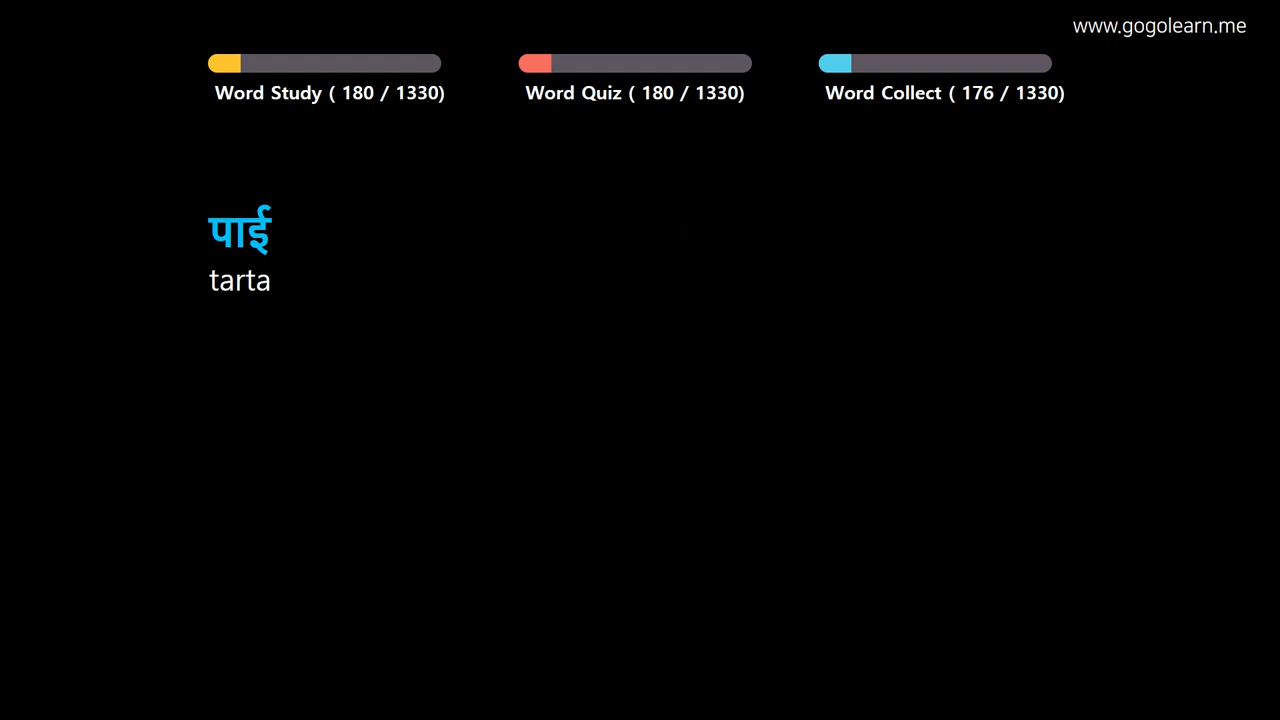 www.gogolearn.me
Word Study ( 180 / 1330)
Word Quiz ( 180 / 1330)
Word Collect ( 176 / 1330)
पाई
tarta